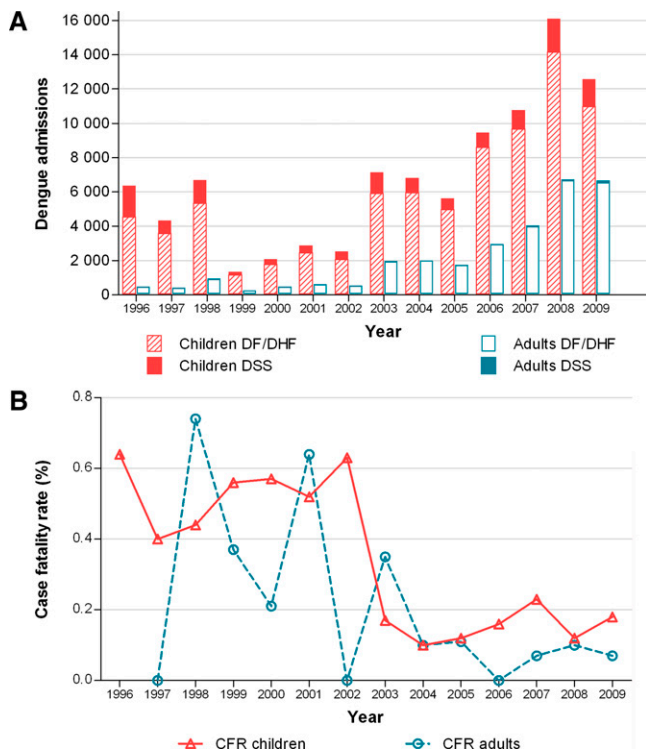 A
Dengue admissions
16 000
14 000
12 000
10 000
8 000
6 000
4 000
2 000
0
1996 1997 1998 1999 2000 2001 2002 2003 2004 2005 2006 2007 2008 2009
Year
Children DF/DHF Adults DF/DHF
Children DSS Adults DSS
B
Case fatality rate (%)
0.8
0.6
0.4
0.2
0.0
1996 1997 1998 1999 2000 2001 2002 2003 2004 2005 2006 2007 2008 2009
Year
CFR children CFR adults